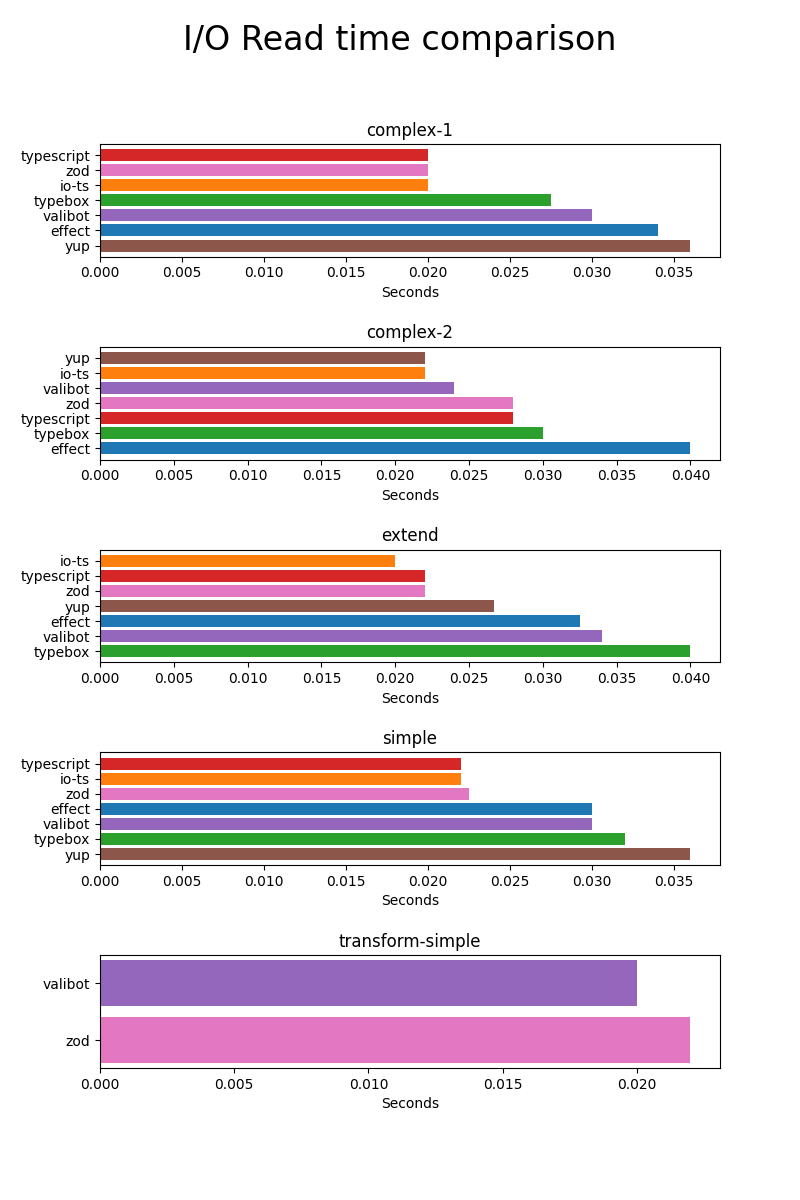 I/O Read time comparison
complex-1
typescript
zod
io-ts
typebox
valibot
effect
yup
0.000 0.005 0.010 0.015 0.020 0.025 0.030 0.035
Seconds
complex-2
yup
io-ts
valibot
zod
typescript
typebox
effect
0.000 0.005 0.010 0.015 0.020 0.025 0.030 0.035 0.040
Seconds
extend
io-ts
typescript
zod
yup
effect
valibot
typebox
0.000 0.005 0.010 0.015 0.020 0.025 0.030 0.035 0.040
Seconds
simple
typescript
io-ts
zod
effect
valibot
typebox
yup
0.000 0.005 0.010 0.015 0.020 0.025 0.030 0.035
Seconds
transform-simple
valibot
zod
0.000 0.005 0.010 0.015 0.020
Seconds